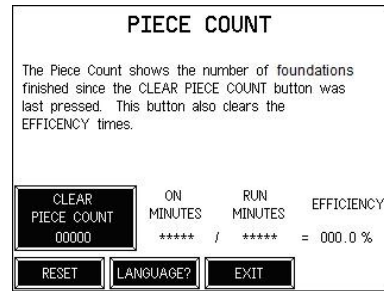 PIECE COUNT
The Piece Count shows the number of foundations
finished since the CLEAR PIECE COUNT button was
last pressed. This button also clears the
EFFICENCY times.
CLEAR
PIECE COUNT
00000
ON
MINUTES
*****
/
RUN
MINUTES
*****
EFFICIENCY
= 000.0 %
RESET
LANGUAGE?
EXIT